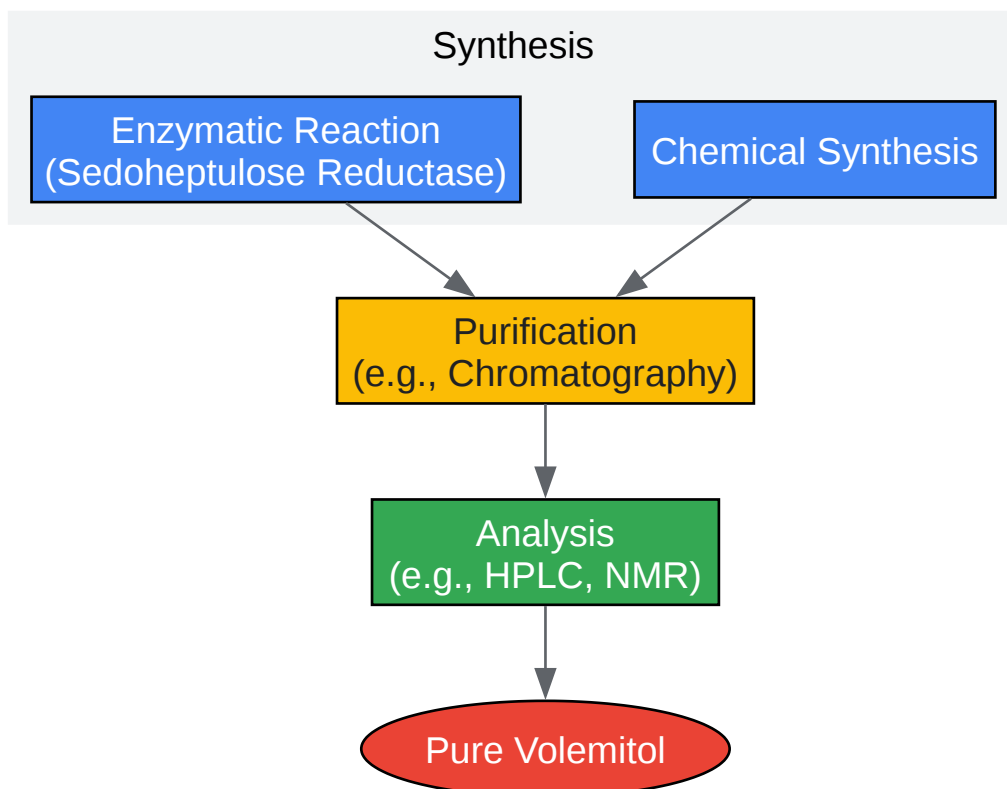 Synthesis
Enzymatic Reaction
(Sedoheptulose Reductase)
Chemical Synthesis
Purification
(e.g., Chromatography)
Analysis
(e.g., HPLC, NMR)
Pure Volemitol